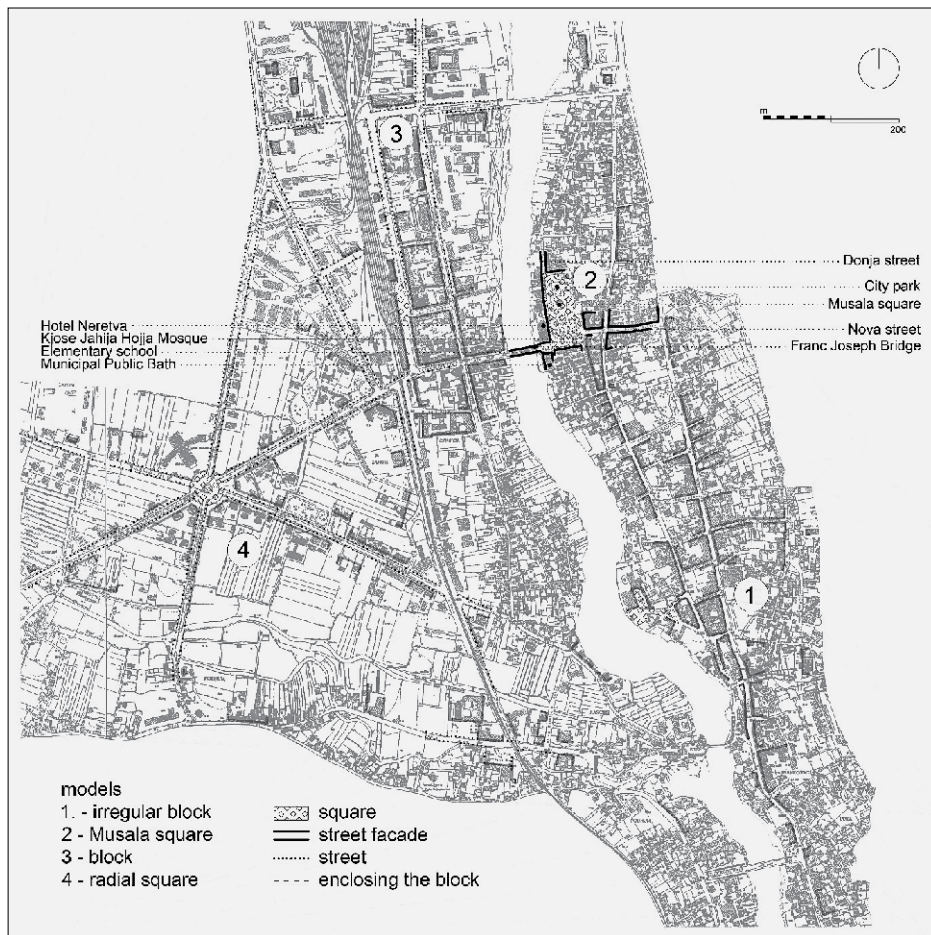 m
200
3
2
Donja street
City park
Musala square
Nova street
Franc Joseph Bridge
Hotel Neretva
Kjose Jahija Hojja Mosque
Elementary school
Municipal Public Bath
4
1
models
1. - irregular block
2 - Musala square
3 - block
4 - radial square
square
street facade
street
enclosing the block